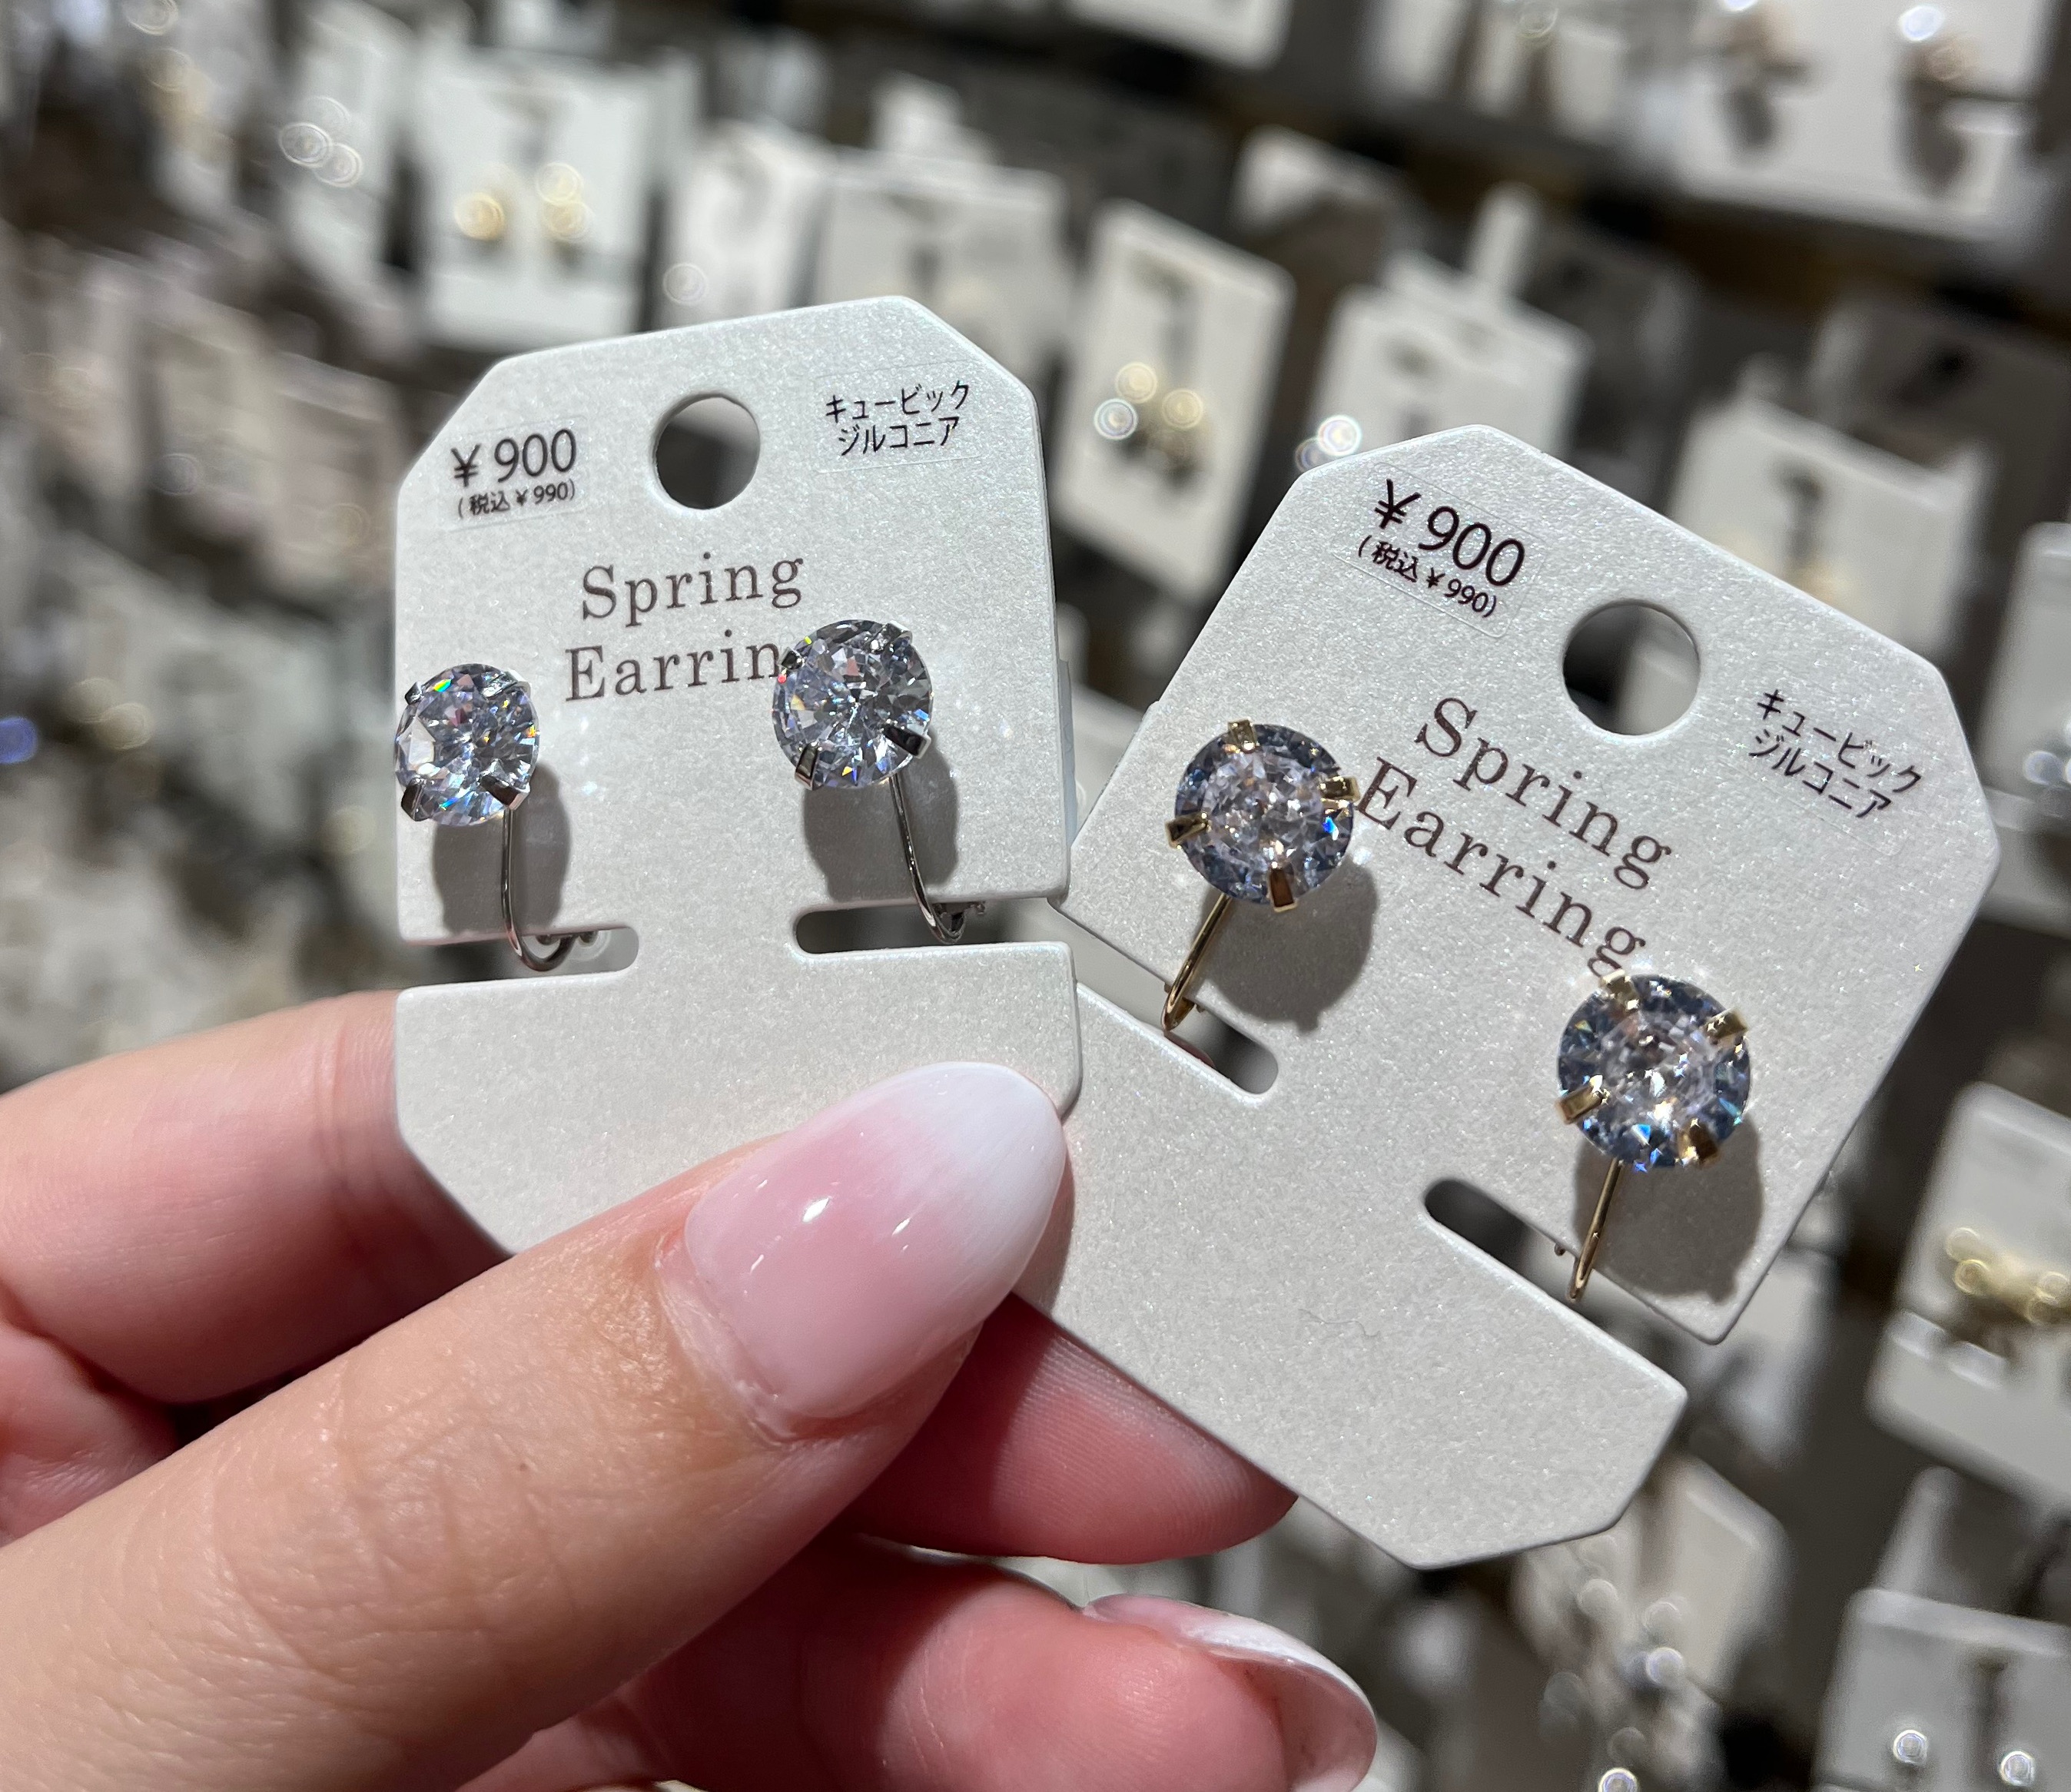 ¥900
(税込¥990)
キュービック
ジルコニア
Spring
Earrin
¥900
(税込¥990)
キュービック
ジルコニア
Spring
Earring